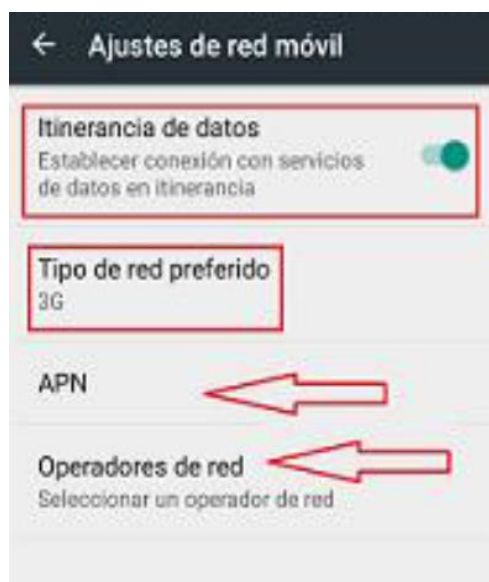 Ajustes de red móvil
Itinerancia de datos
Establecer conexión con servicios
de datos en itinerancia
Tipo de red preferido
3G
APN
Operadores de red
Seleccionar un operador de red